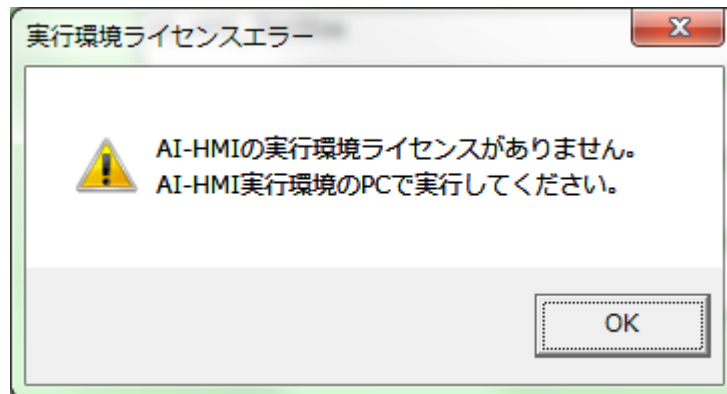 実行環境ライセンスエラー
AI-HMIの実行環境ライセンスがありません。
AI-HMI実行環境のPCで実行してください。
OK